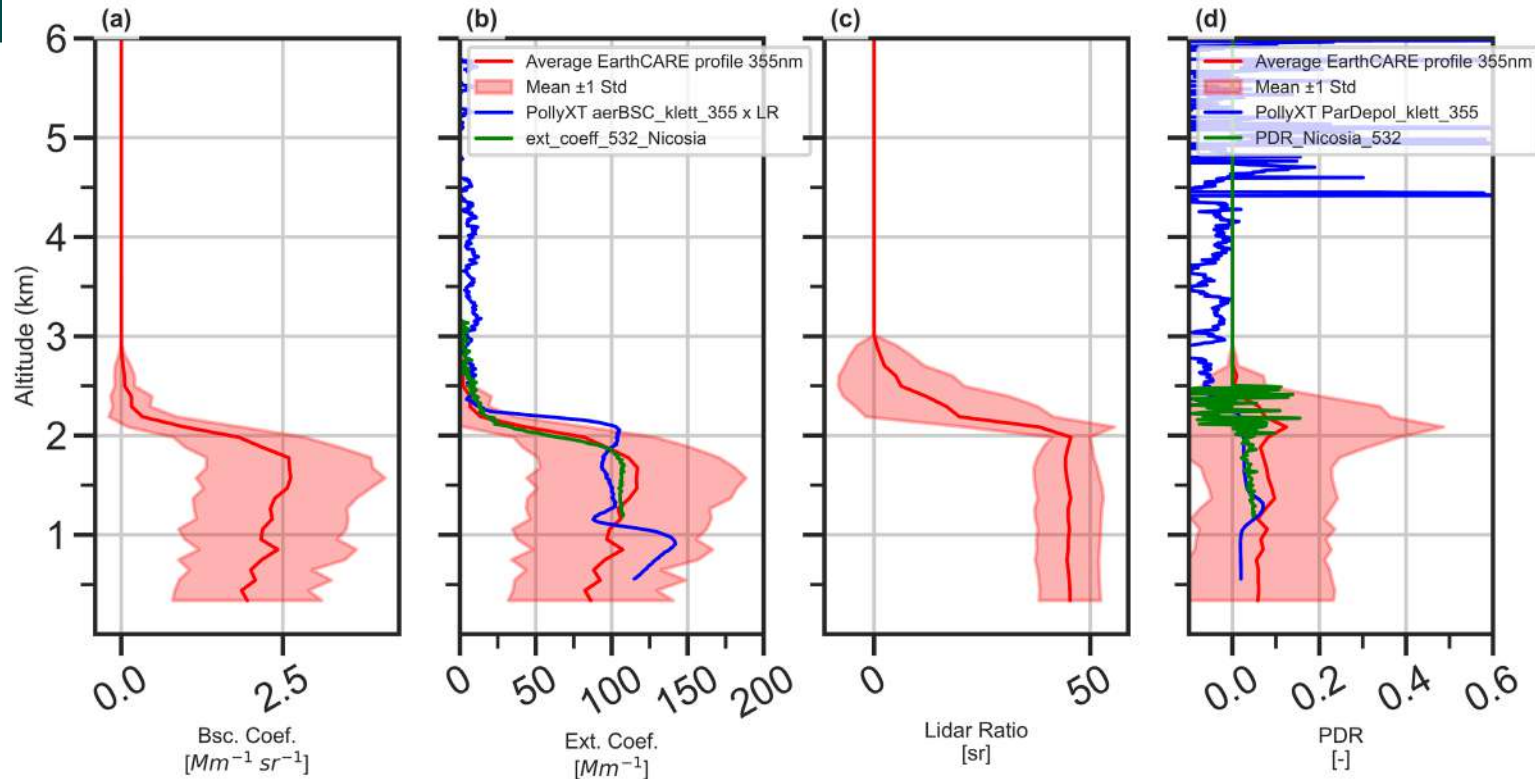 (a)
(b)
(c)
(d)
6
5
4
3
2
1
Altitude (km)
Average EarthCARE profile 355nm
Mean ±1 Std
PollyXT aerBSC_klett_355 x LR
ext_coeff_532_Nicosia
Average EarthCARE profile 355nm
Mean ±1 Std
PollyXT ParDepol_klett_355
PDR_Nicosia_532
0.0 2.5
0 50 100 150 200
0 50
0.0 0.2 0.4 0.6
Bsc. Coef.
[Mm⁻¹ sr⁻¹]
Ext. Coef.
[Mm⁻¹]
Lidar Ratio
[sr]
PDR
[-]